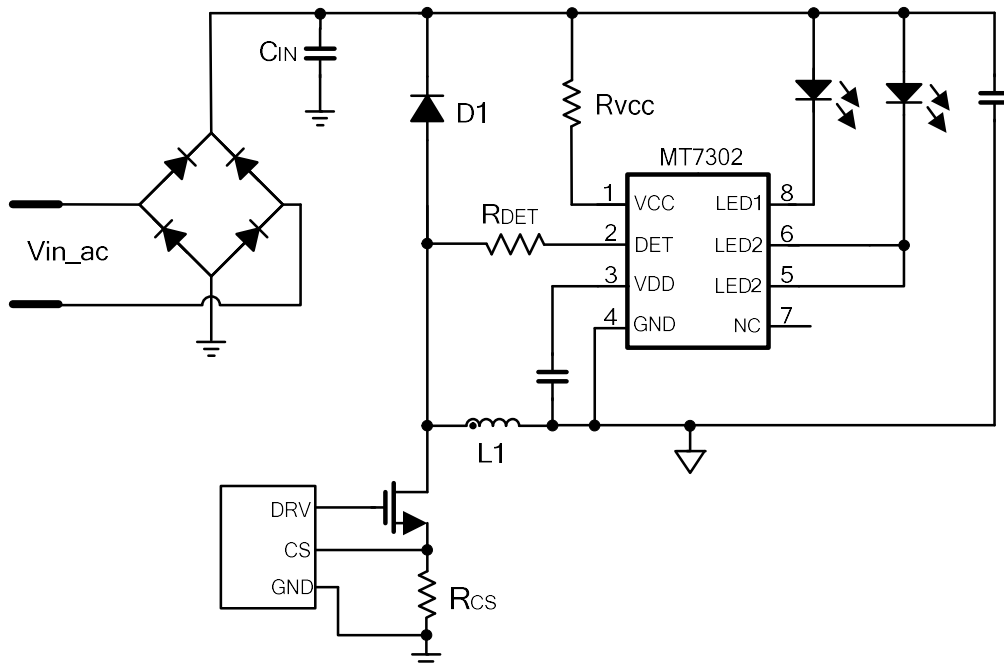 CIN
D1
Rvcc
MT7302
RDET
Vin_ac
1 VCC LED1 8
2 DET LED2 6
3 VDD LED2 5
4 GND NC 7
L1
DRV
CS
GND
RCS